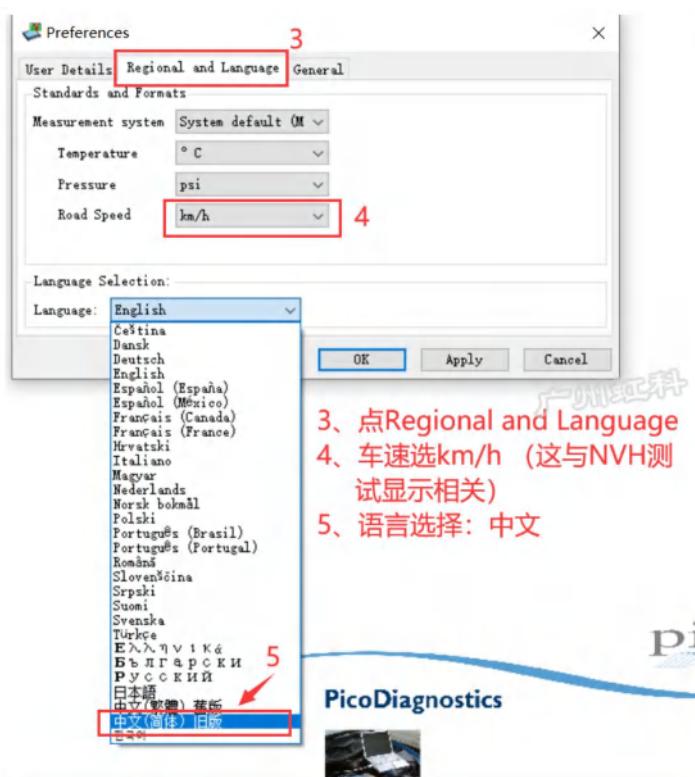 Preferences
3
User Details Regional and Language General
Standards and Formats
Measurement system System default (M
Temperature ° C
Pressure psi
Road Speed km/h
4
Language Selection:
Language: English
Čeština
Dansk
Deutsch
English
Español (España)
Español (México)
Français (Canada)
Français (France)
Hrvatski
Italiano
Magyar
Nederlands
Norsk bokmål
Polski
Português (Brasil)
Português (Portugal)
Română
Slovenščina
Srpski
Suomi
Svenska
Türkçe
Ελληνικά
Български
Русский
日本語
中文(繁體) 舊版
中文(简体) 旧版
한국어
5
OK Apply Cancel
广州虹科
3、点Regional and Language
4、车速选km/h （这与NVH测
试显示相关）
5、语言选择：中文
pi
PicoDiagnostics